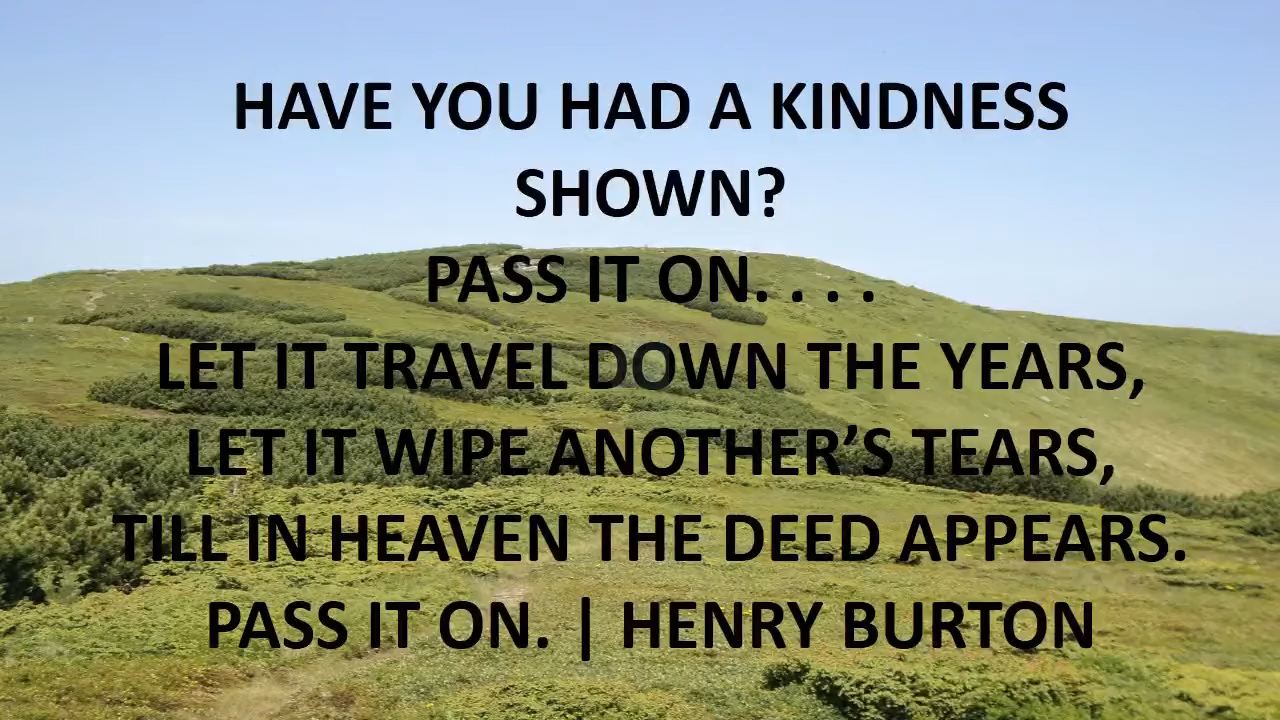 HAVE YOU HAD A KINDNESS
SHOWN?
PASS IT ON. . . .
LET IT TRAVEL DOWN THE YEARS,
LET IT WIPE ANOTHER’S TEARS,
TILL IN HEAVEN THE DEED APPEARS.
PASS IT ON. | HENRY BURTON